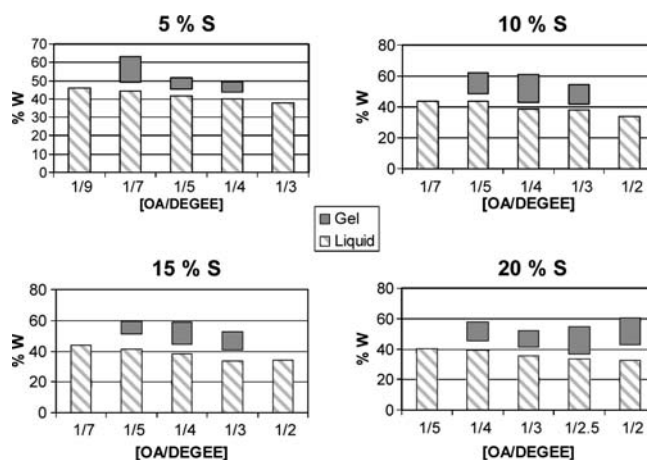 5 % S
% W
70
60
50
40
30
20
10
0
1/9 1/7 1/5 1/4 1/3
[OA/DEGEE]
10 % S
% W
80
60
40
20
0
1/7 1/5 1/4 1/3 1/2
[OA/DEGEE]
Gel
Liquid
15 % S
% W
80
60
40
20
0
1/7 1/5 1/4 1/3 1/2
[OA/DEGEE]
20 % S
% W
80
60
40
20
0
1/5 1/4 1/3 1/2.5 1/2
[OA/DEGEE]